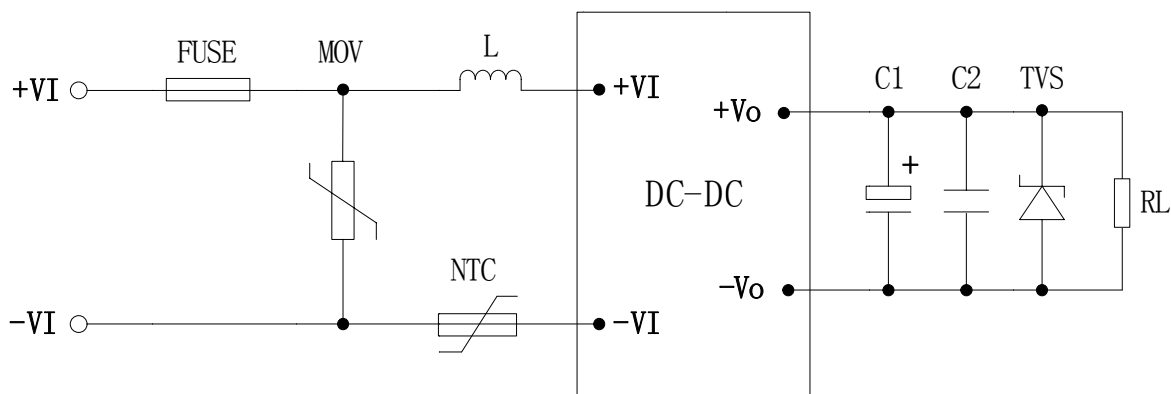 FUSE
MOV
L
+VI
+VI
C1
C2
TVS
+Vo
+
DC-DC
RL
NTC
-Vo
-VI
-VI